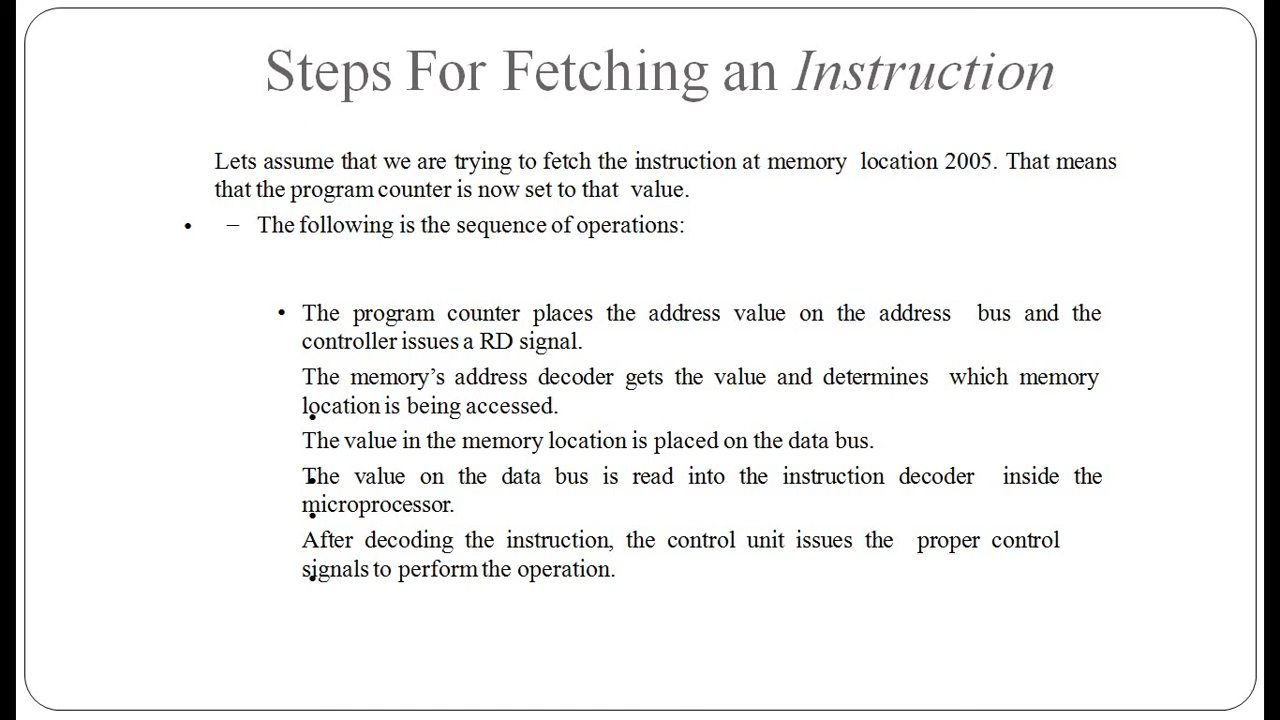 Steps For Fetching an Instruction
Lets assume that we are trying to fetch the instruction at memory location 2005. That means
that the program counter is now set to that value.
• – The following is the sequence of operations:
• The program counter places the address value on the address bus and the
controller issues a RD signal.
The memory’s address decoder gets the value and determines which memory
location is being accessed.
The value in the memory location is placed on the data bus.
The value on the data bus is read into the instruction decoder inside the
microprocessor.
After decoding the instruction, the control unit issues the proper control
signals to perform the operation.